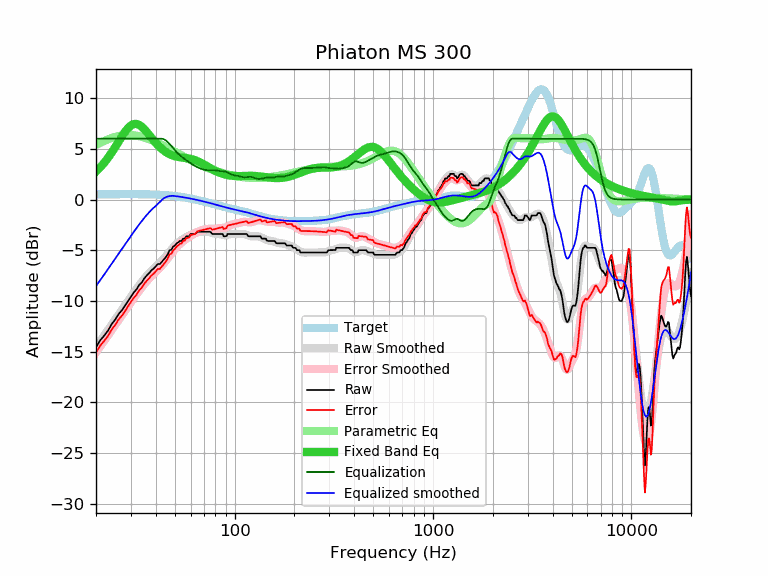 Phiaton MS 300
Amplitude (dBr)
10
5
0
−5
−10
−15
−20
−25
−30
Target
Raw Smoothed
Error Smoothed
Raw
Error
Parametric Eq
Fixed Band Eq
Equalization
Equalized smoothed
100
1000
10000
Frequency (Hz)